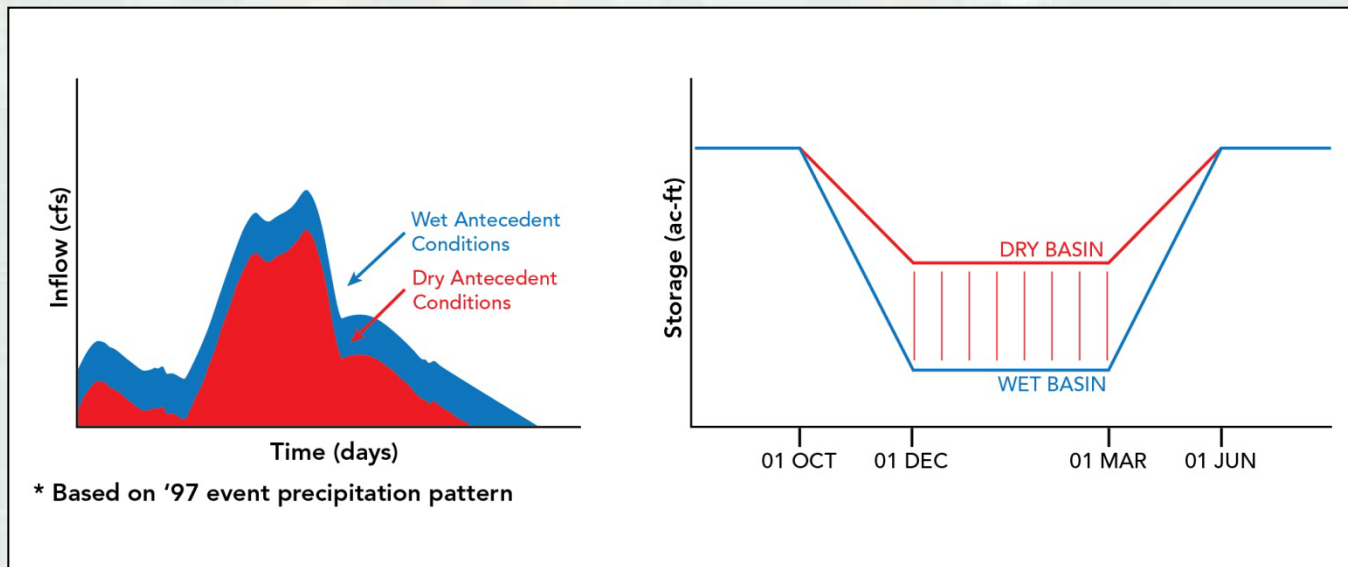 Inflow (cfs)
Wet Antecedent
Conditions
Dry Antecedent
Conditions
Time (days)
* Based on '97 event precipitation pattern
Storage (ac-ft)
DRY BASIN
WET BASIN
01 OCT
01 DEC
01 MAR
01 JUN